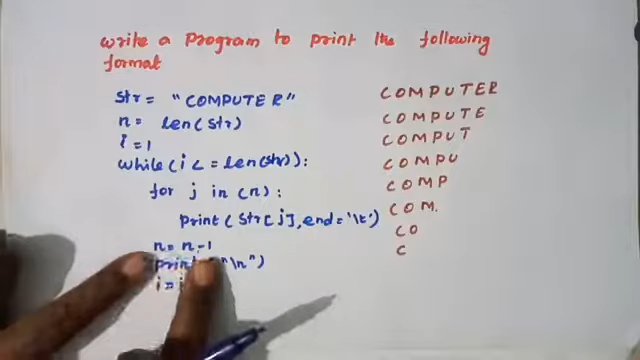 write a program to print the following
format
str = "COMPUTER"
n = len(str)
i = 1
while(i <= len(str)):
for j in (n):
print(str[j], end='\t')
n = n-1
"\n")
COMPUTER
COMPUTE
COMPUT
COMPU
COMP
COM.
CO
C